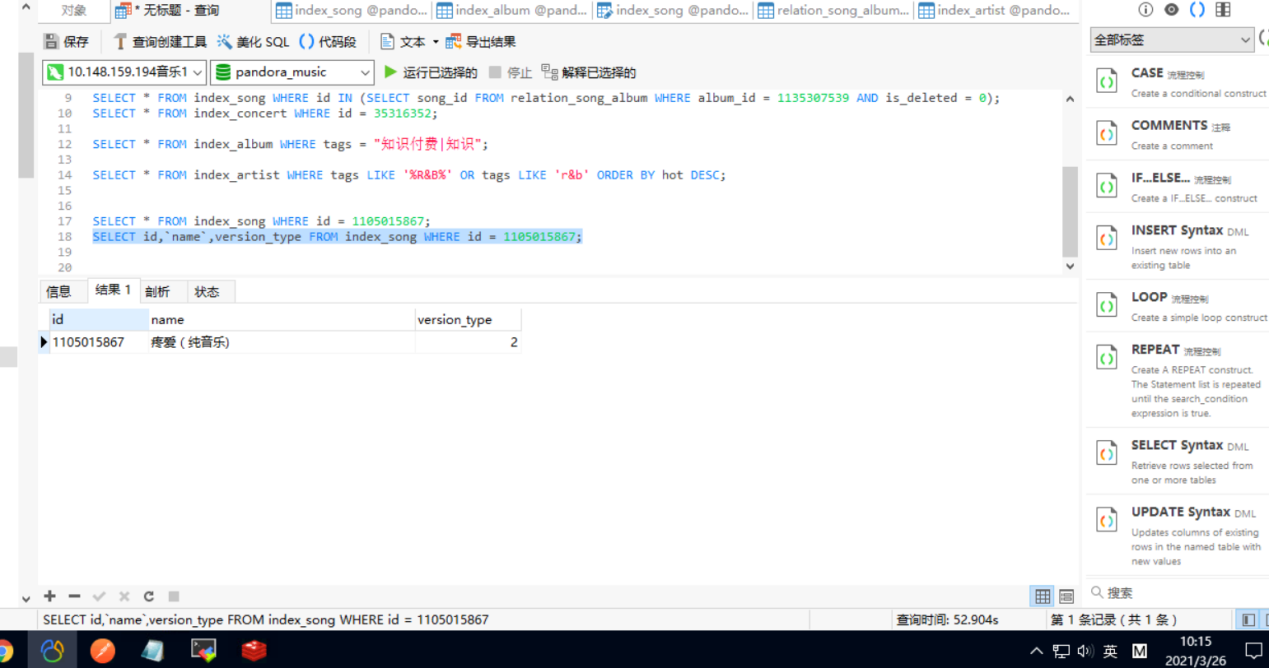 对象
* 无标题 - 查询
index_song @pando...
index_album @pand...
index_song @pando...
relation_song_album...
index_artist @pando...
保存
查询创建工具
美化 SQL
代码段
文本
导出结果
10.148.159.194音乐1
pandora_music
运行已选择的
停止
解释已选择的
9 SELECT * FROM index_song WHERE id IN (SELECT song_id FROM relation_song_album WHERE album_id = 1135307539 AND is_deleted = 0);
10 SELECT * FROM index_concert WHERE id = 35316352;
11
12 SELECT * FROM index_album WHERE tags = "知识付费|知识";
13
14 SELECT * FROM index_artist WHERE tags LIKE '%R&B%' OR tags LIKE 'r&b' ORDER BY hot DESC;
15
16
17 SELECT * FROM index_song WHERE id = 1105015867;
18 SELECT id,`name`,version_type FROM index_song WHERE id = 1105015867;
19
20
信息 结果 1 剖析 状态
id name version_type
1105015867 疼爱 (纯音乐) 2
SELECT id,`name`,version_type FROM index_song WHERE id = 1105015867
查询时间: 52.904s
第 1 条记录 (共 1 条)
全部标签
CASE 流程控制
Create a conditional construct
COMMENTS 注释
Create a comment
IF...ELSE... 流程控制
Create a IF...ELSE... construct
INSERT Syntax DML
Insert new rows into an
existing table
LOOP 流程控制
Create a simple loop construct
REPEAT 流程控制
Create A REPEAT construct.
The Statement list is repeated
until the search_condition
expression is true.
SELECT Syntax DML
Retrieve rows selected from
one or more tables
UPDATE Syntax DML
Updates columns of existing
rows in the named table with
new values
搜索
英
M
10:15
2021/3/26